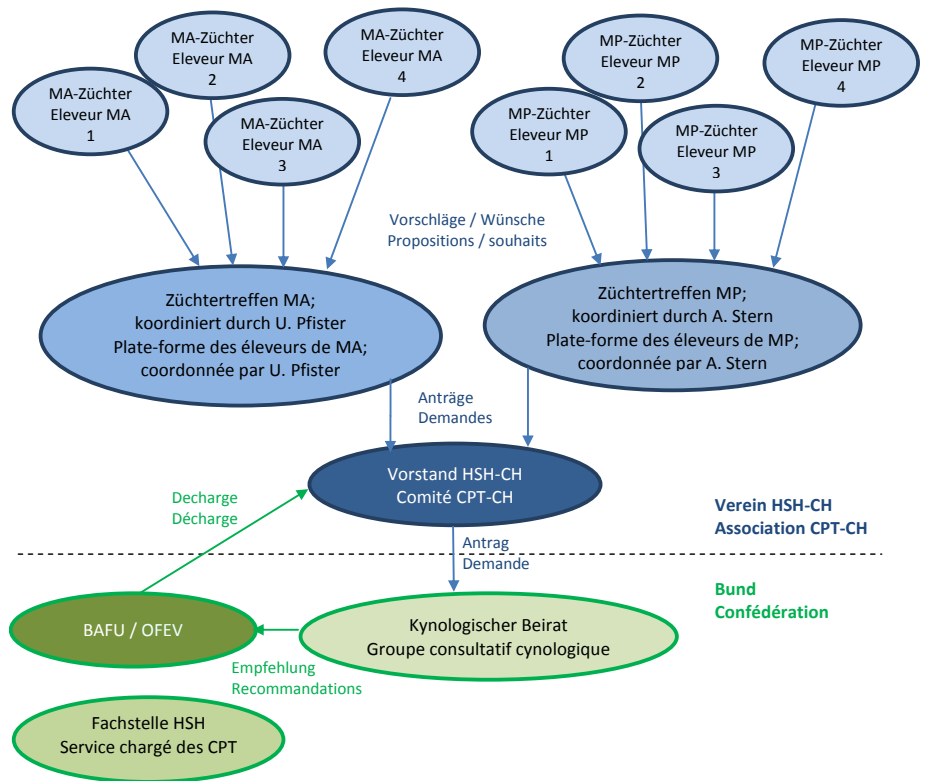 MA-Züchter
Eleveur MA
1
MA-Züchter
Eleveur MA
2
MA-Züchter
Eleveur MA
3
MA-Züchter
Eleveur MA
4
MP-Züchter
Eleveur MP
1
MP-Züchter
Eleveur MP
2
MP-Züchter
Eleveur MP
3
MP-Züchter
Eleveur MP
4
Vorschläge / Wünsche
Propositions / souhaits
Züchtertreffen MA;
koordiniert durch U. Pfister
Plate-forme des éleveurs de MA;
coordonnée par U. Pfister
Züchtertreffen MP;
koordiniert durch A. Stern
Plate-forme des éleveurs de MP;
coordonnée par A. Stern
Anträge
Demandes
Vorstand HSH-CH
Comité CPT-CH
Decharge
Décharge
Verein HSH-CH
Association CPT-CH
Antrag
Demande
Bund
Confédération
BAFU / OFEV
Kynologischer Beirat
Groupe consultatif cynologique
Empfehlung
Recommandations
Fachstelle HSH
Service chargé des CPT